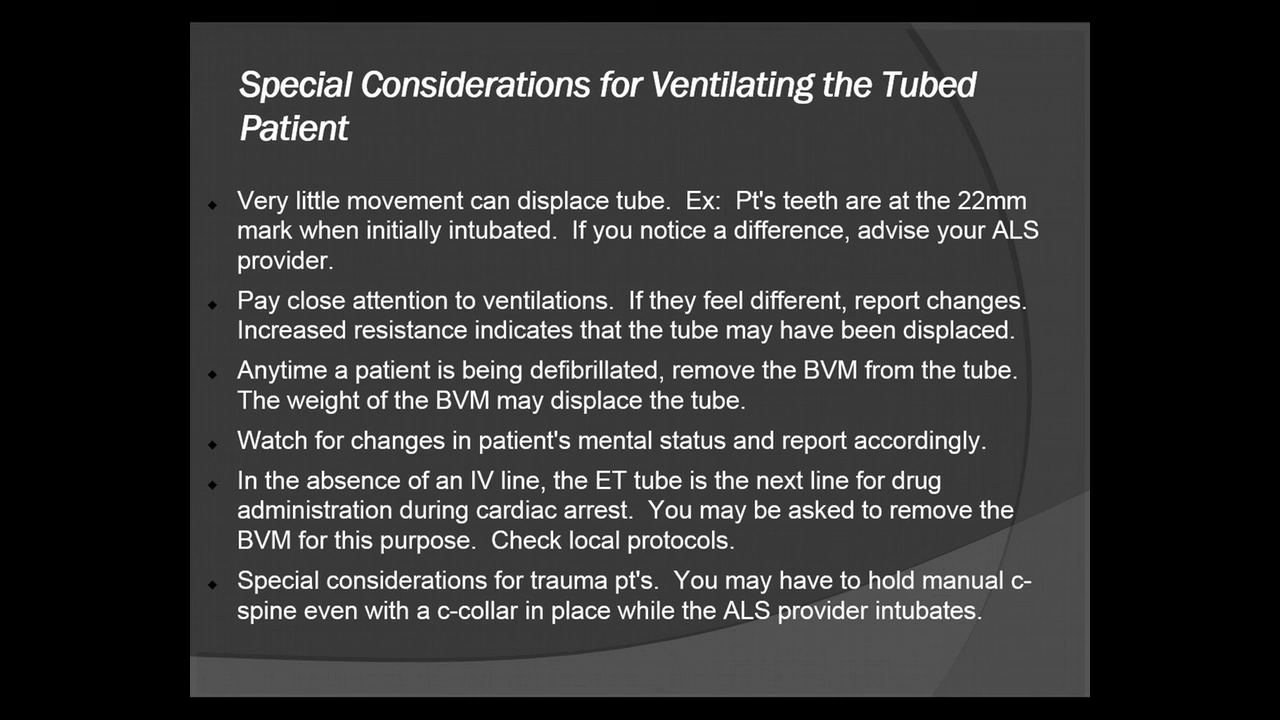 Special Considerations for Ventilating the Tubed
Patient
Very little movement can displace tube.  Ex:  Pt's teeth are at the 22mm
mark when initially intubated.  If you notice a difference, advise your ALS
provider.
Pay close attention to ventilations.  If they feel different, report changes.
Increased resistance indicates that the tube may have been displaced.
Anytime a patient is being defibrillated, remove the BVM from the tube.
The weight of the BVM may displace the tube.
Watch for changes in patient's mental status and report accordingly.
In the absence of an IV line, the ET tube is the next line for drug
administration during cardiac arrest.  You may be asked to remove the
BVM for this purpose.  Check local protocols.
Special considerations for trauma pt's.  You may have to hold manual c-
spine even with a c-collar in place while the ALS provider intubates.